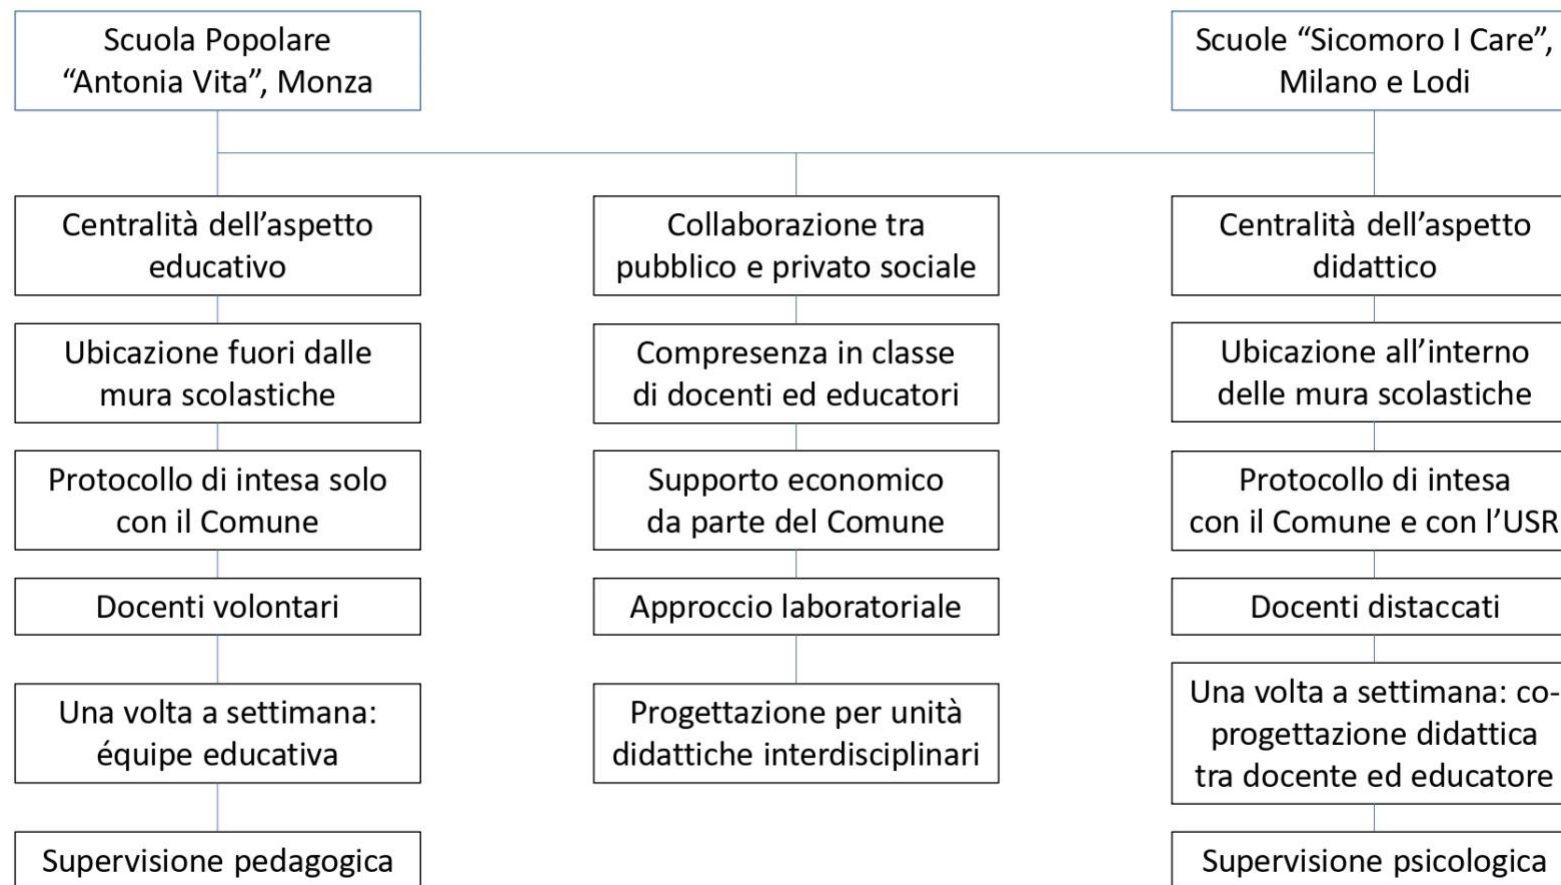 Scuola Popolare
“Antonia Vita”, Monza
Scuole “Sicomoro I Care”,
Milano e Lodi
Centralità dell’aspetto
educativo
Collaborazione tra
pubblico e privato sociale
Centralità dell’aspetto
didattico
Ubicazione fuori dalle
mura scolastiche
Compresenza in classe
di docenti ed educatori
Ubicazione all’interno
delle mura scolastiche
Protocollo di intesa solo
con il Comune
Supporto economico
da parte del Comune
Protocollo di intesa
con il Comune e con l’USR
Docenti volontari
Approccio laboratoriale
Docenti distaccati
Una volta a settimana:
équipe educativa
Progettazione per unità
didattiche interdisciplinari
Una volta a settimana: co-
progettazione didattica
tra docente ed educatore
Supervisione pedagogica
Supervisione psicologica